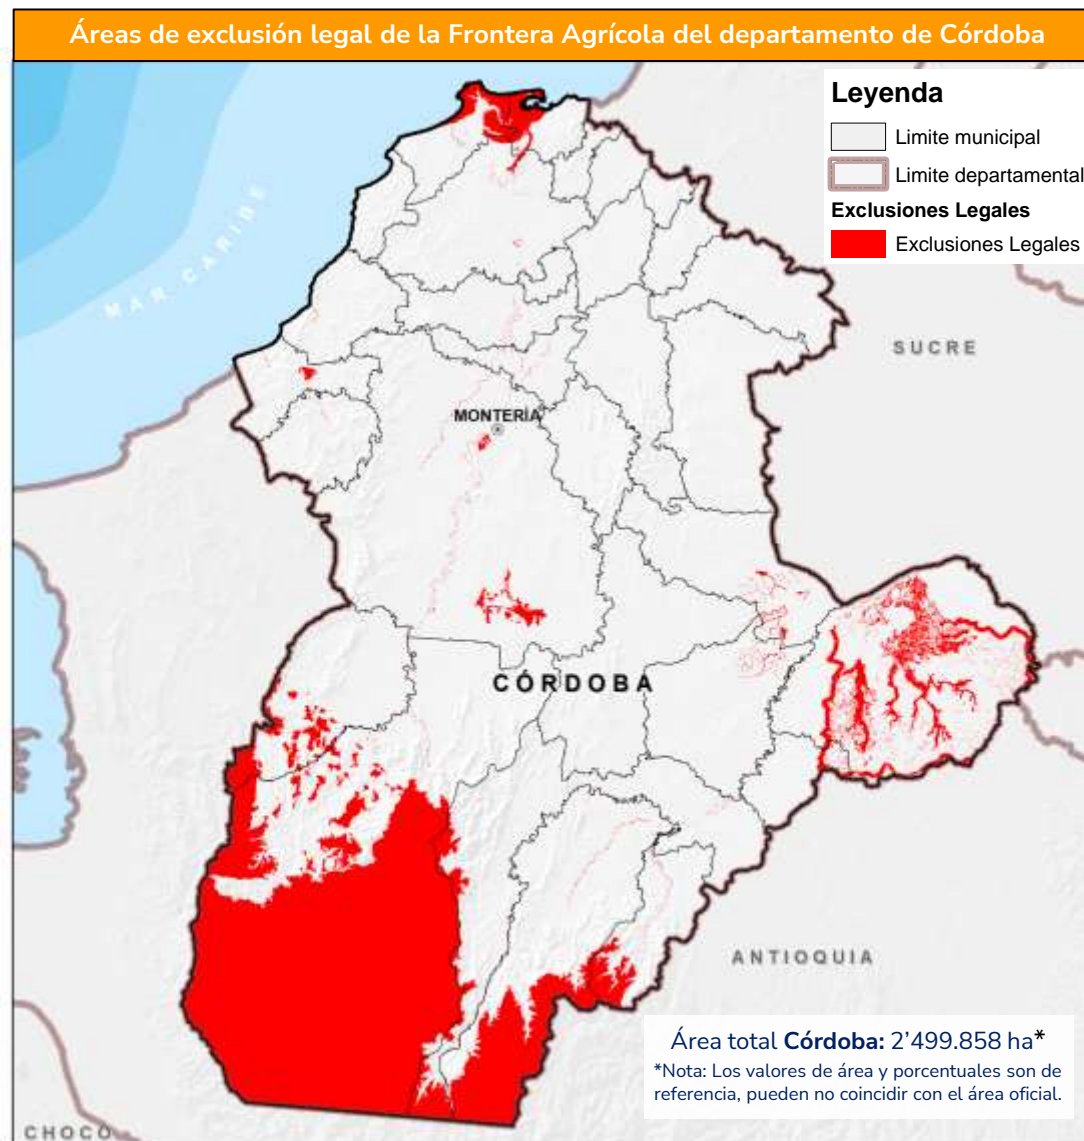 Áreas de exclusión legal de la Frontera Agrícola del departamento de Córdoba
Leyenda
Limite municipal
Limite departamental
Exclusiones Legales
Exclusiones Legales
MAR CARIBE
SUCRE
MONTERÍA
CÓRDOBA
ANTIOQUIA
Área total Córdoba: 2’499.858 ha*
*Nota: Los valores de área y porcentuales son de
referencia, pueden no coincidir con el área oficial.
CHOCÓ